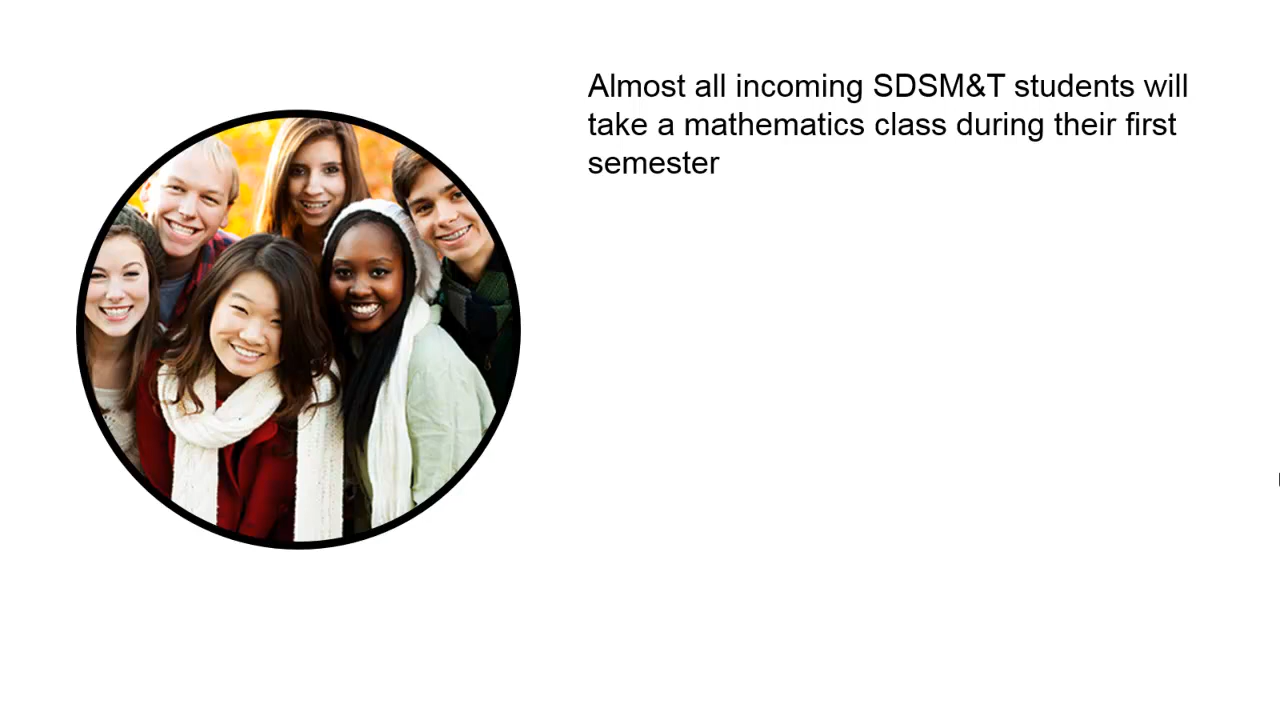 Almost all incoming SDSM&T students will
take a mathematics class during their first
semester